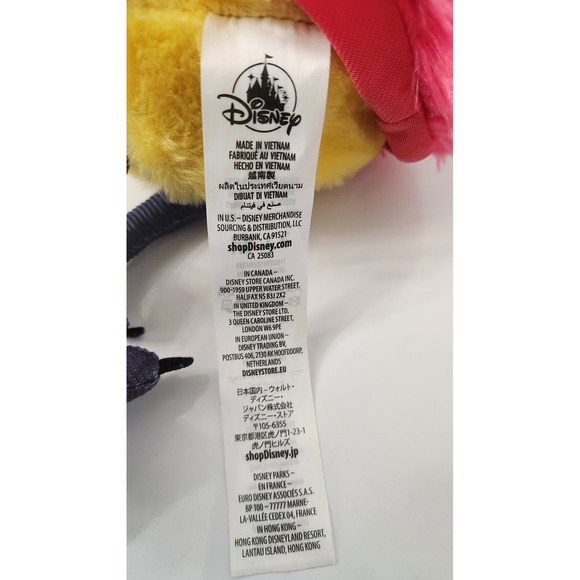 Disney
MADE IN VIETNAM
FABRIQUÉ AU VIETNAM
HECHO EN VIETNAM
越南製
ผลิตในประเทศเวียดนาม
DIBUAT DI VIETNAM
صنع في فيتنام
IN U.S. – DISNEY MERCHANDISE
SOURCING & DISTRIBUTION, LLC
BURBANK, CA 91521
shopDisney.com
CA 25083
IN CANADA –
DISNEY STORE CANADA INC.
900-1959 UPPER WATER STREET,
HALIFAX NS B3J 2X2
IN UNITED KINGDOM –
THE DISNEY STORE LTD.
3 QUEEN CAROLINE STREET,
LONDON W6 9PE
IN EUROPEAN UNION –
DISNEY TRADING BV,
POSTBUS 406, 2130 AK HOOFDDORP,
NETHERLANDS
DISNEYSTORE.EU
日本国内 – ウォルト・
ディズニー・
ジャパン株式会社
ディズニー・ストア
〒105-6355
東京都港区虎ノ門1-23-1
虎ノ門ヒルズ
shopDisney.jp
DISNEY PARKS –
EN FRANCE –
EURO DISNEY ASSOCIÉS S.A.S.
BP 100 – 77777 MARNE-
LA-VALLÉE CEDEX 04, FRANCE
IN HONG KONG –
HONG KONG DISNEYLAND RESORT,
LANTAU ISLAND, HONG KONG